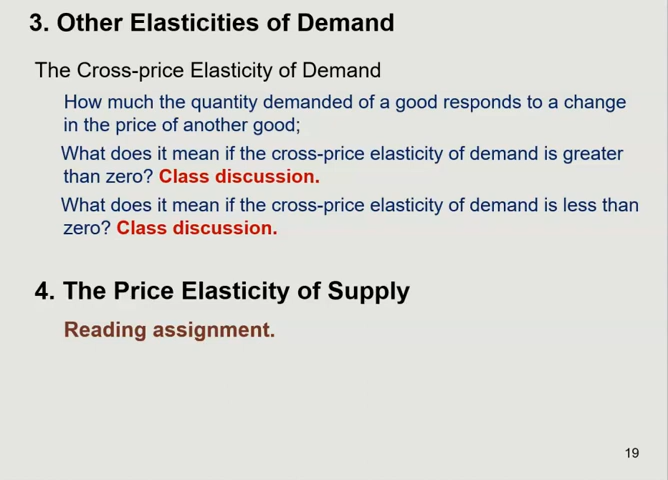 3. Other Elasticities of Demand
The Cross-price Elasticity of Demand
How much the quantity demanded of a good responds to a change
in the price of another good;
What does it mean if the cross-price elasticity of demand is greater
than zero? Class discussion.
What does it mean if the cross-price elasticity of demand is less than
zero? Class discussion.
4. The Price Elasticity of Supply
Reading assignment.
19